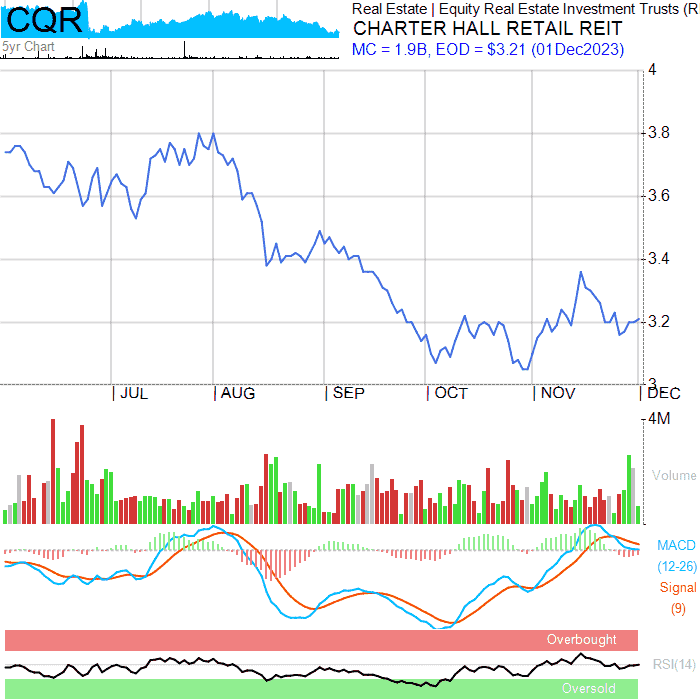 CQR
Real Estate | Equity Real Estate Investment Trusts (R
CHARTER HALL RETAIL REIT
5yr Chart
MC = 1.9B, EOD = $3.21 (01Dec2023)
4
3.8
3.6
3.4
3.2
3
| JUL | AUG | SEP | OCT | NOV | DEC
4M
Volume
MACD
(12-26)
Signal
(9)
Overbought
RSI(14)
Oversold